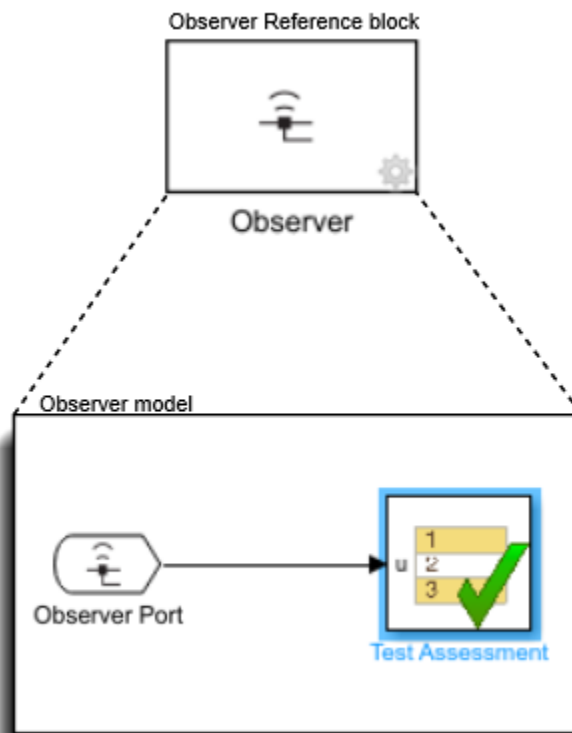 Observer Reference block
Observer
Observer model
1
u 2
3
Observer Port
Test Assessment